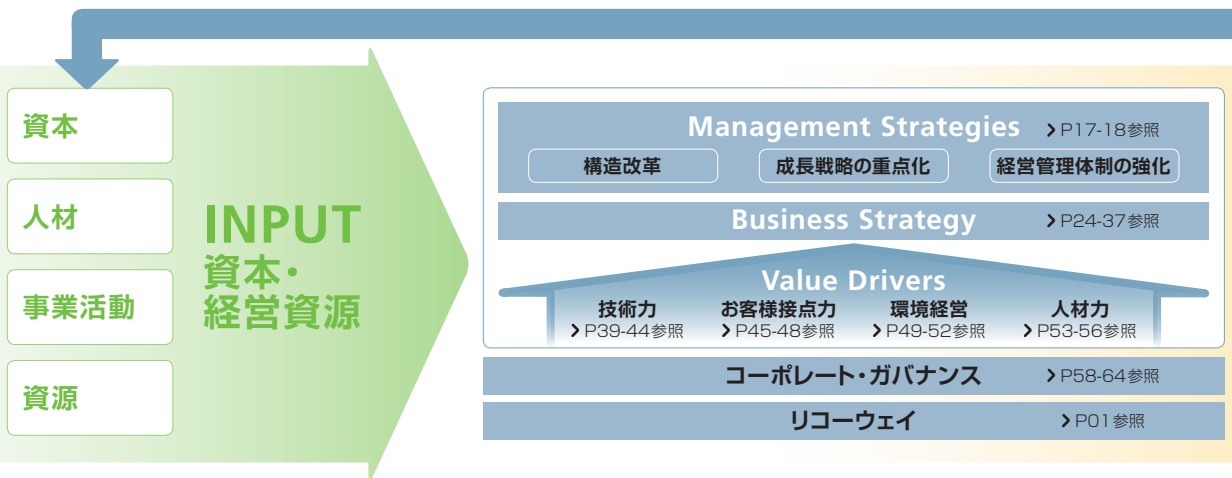 資本
人材
事業活動
資源
INPUT
資本・
経営資源
Management Strategies >P17-18参照
構造改革 成長戦略の重点化 経営管理体制の強化
Business Strategy >P24-37参照
Value Drivers
技術力 お客様接点力 環境経営 人材力
>P39-44参照 >P45-48参照 >P49-52参照 >P53-56参照
コーポレート・ガバナンス >P58-64参照
リコーウェイ >P01参照